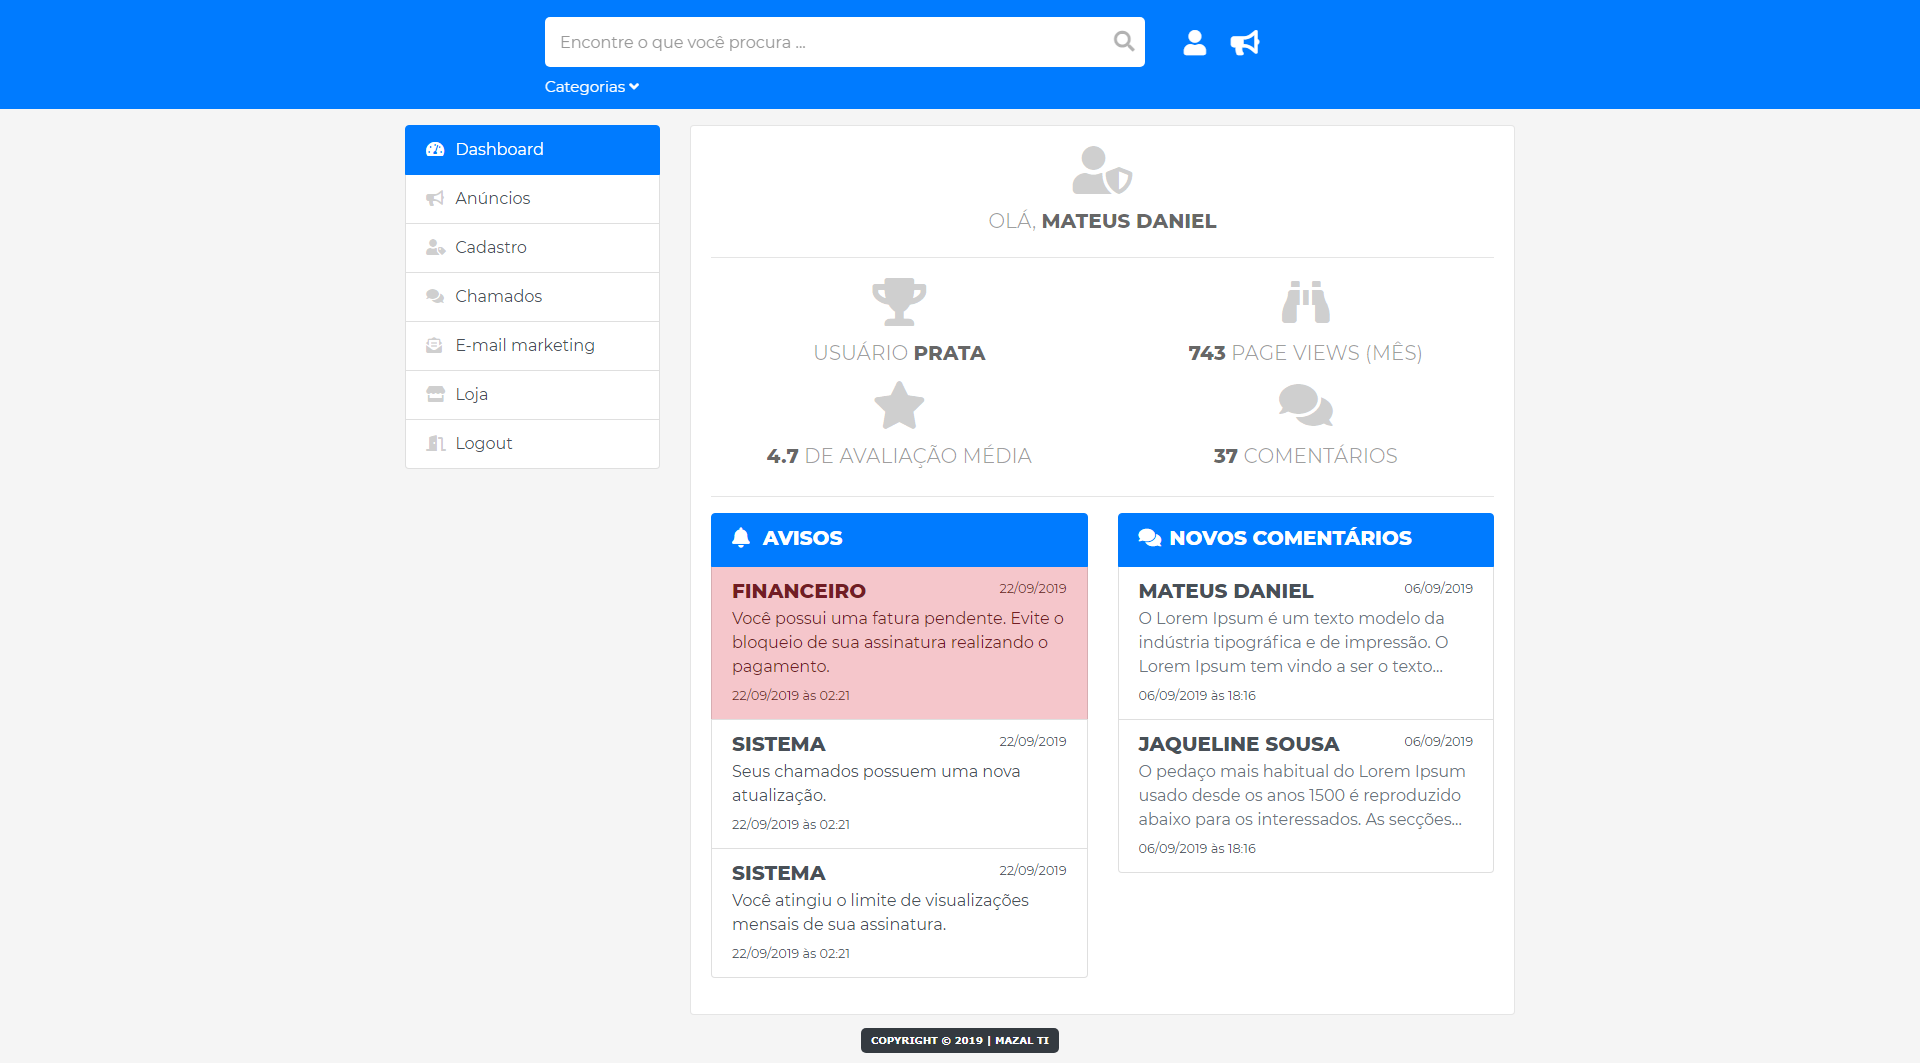 Encontre o que você procura ...
Categorias
Dashboard
Anúncios
Cadastro
Chamados
E-mail marketing
Loja
Logout
OLÁ, MATEUS DANIEL
USUÁRIO PRATA
743 PAGE VIEWS (MÊS)
4.7 DE AVALIAÇÃO MÉDIA
37 COMENTÁRIOS
AVISOS
FINANCEIRO 22/09/2019
Você possui uma fatura pendente. Evite o
bloqueio de sua assinatura realizando o
pagamento.
22/09/2019 às 02:21
SISTEMA 22/09/2019
Seus chamados possuem uma nova
atualização.
22/09/2019 às 02:21
SISTEMA 22/09/2019
Você atingiu o limite de visualizações
mensais de sua assinatura.
22/09/2019 às 02:21
NOVOS COMENTÁRIOS
MATEUS DANIEL 06/09/2019
O Lorem Ipsum é um texto modelo da
indústria tipográfica e de impressão. O
Lorem Ipsum tem vindo a ser o texto...
06/09/2019 às 18:16
JAQUELINE SOUSA 06/09/2019
O pedaço mais habitual do Lorem Ipsum
usado desde os anos 1500 é reproduzido
abaixo para os interessados. As secções...
06/09/2019 às 18:16
COPYRIGHT © 2019 | MAZAL TI